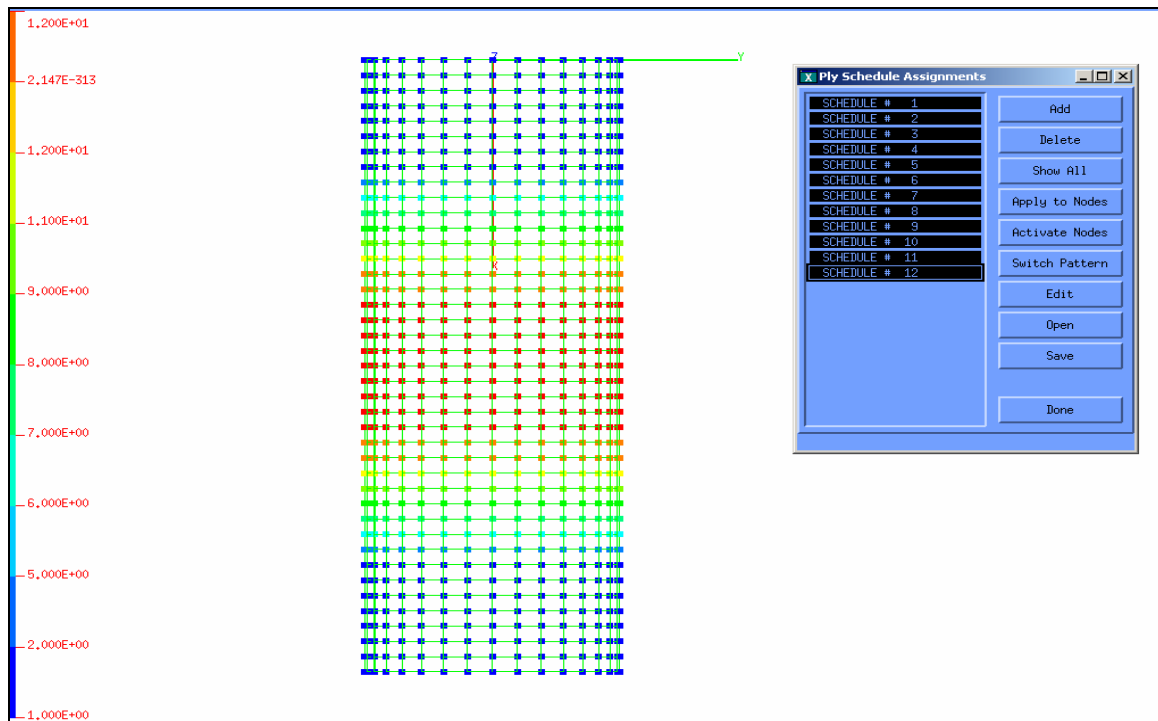 1.200E+01
2.147E-313
1.200E+01
1.100E+01
9.000E+00
8.000E+00
7.000E+00
6.000E+00
5.000E+00
2.000E+00
1.000E+00
Z
Y
X
X Ply Schedule Assignments
SCHEDULE # 1
SCHEDULE # 2
SCHEDULE # 3
SCHEDULE # 4
SCHEDULE # 5
SCHEDULE # 6
SCHEDULE # 7
SCHEDULE # 8
SCHEDULE # 9
SCHEDULE # 10
SCHEDULE # 11
SCHEDULE # 12
Add
Delete
Show All
Apply to Nodes
Activate Nodes
Switch Pattern
Edit
Open
Save
Done